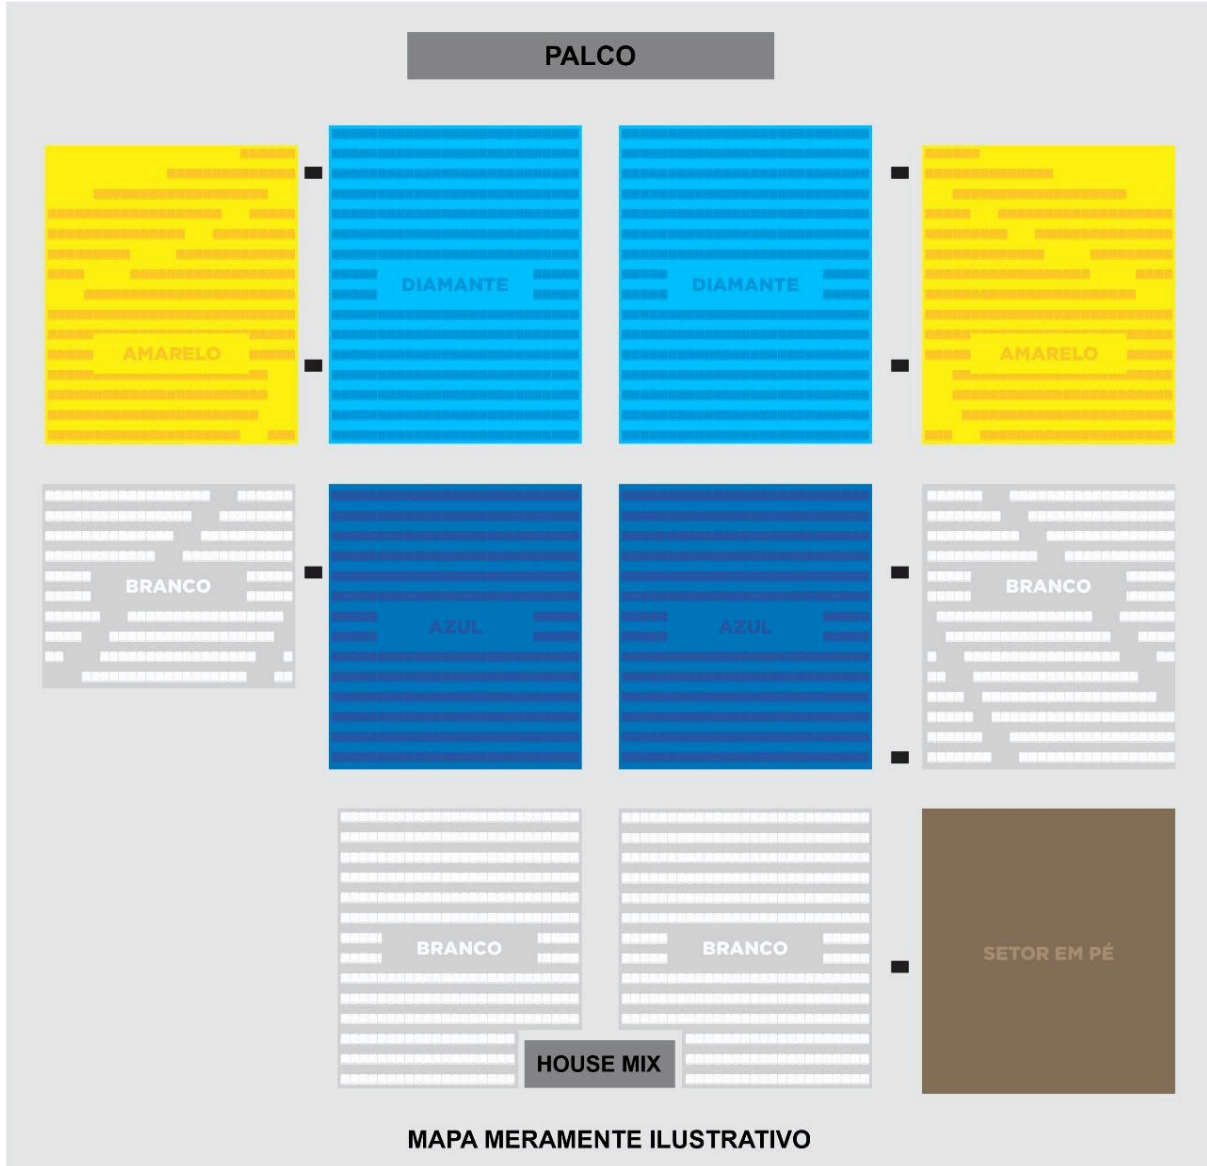 PALCO
DIAMANTE
DIAMANTE
AMARELO
AMARELO
BRANCO
BRANCO
AZUL
AZUL
BRANCO
BRANCO
SETOR EM PÉ
HOUSE MIX
MAPA MERAMENTE ILUSTRATIVO